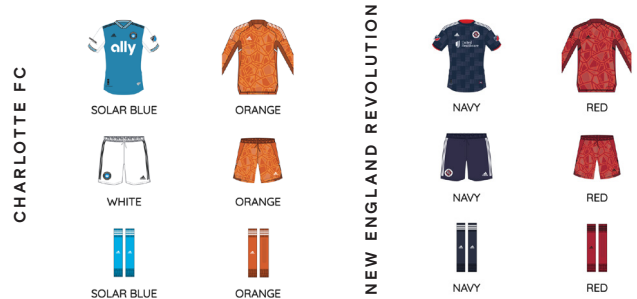 CHARLOTTE FC
ally
SOLAR BLUE
ORANGE
WHITE
ORANGE
SOLAR BLUE
ORANGE
NEW ENGLAND REVOLUTION
NAVY
RED
NAVY
RED
NAVY
RED